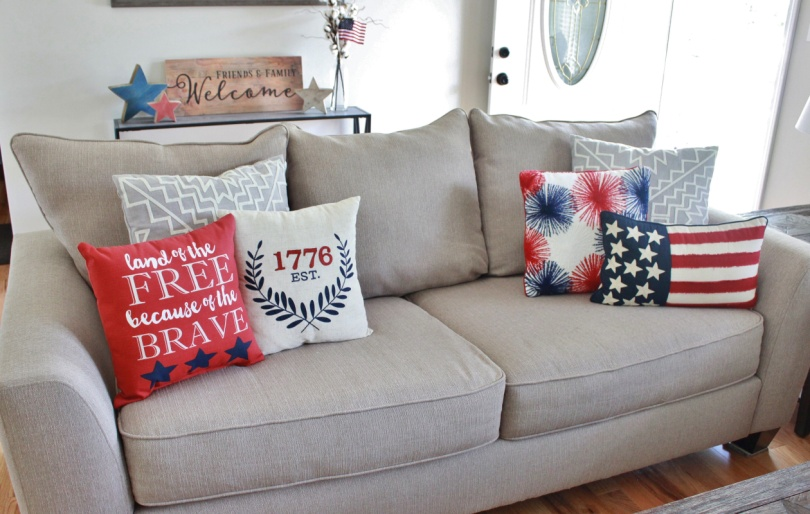 FRIENDS & FAMILY
Welcome
land of the
FREE
because of the
BRAVE
1776
EST.